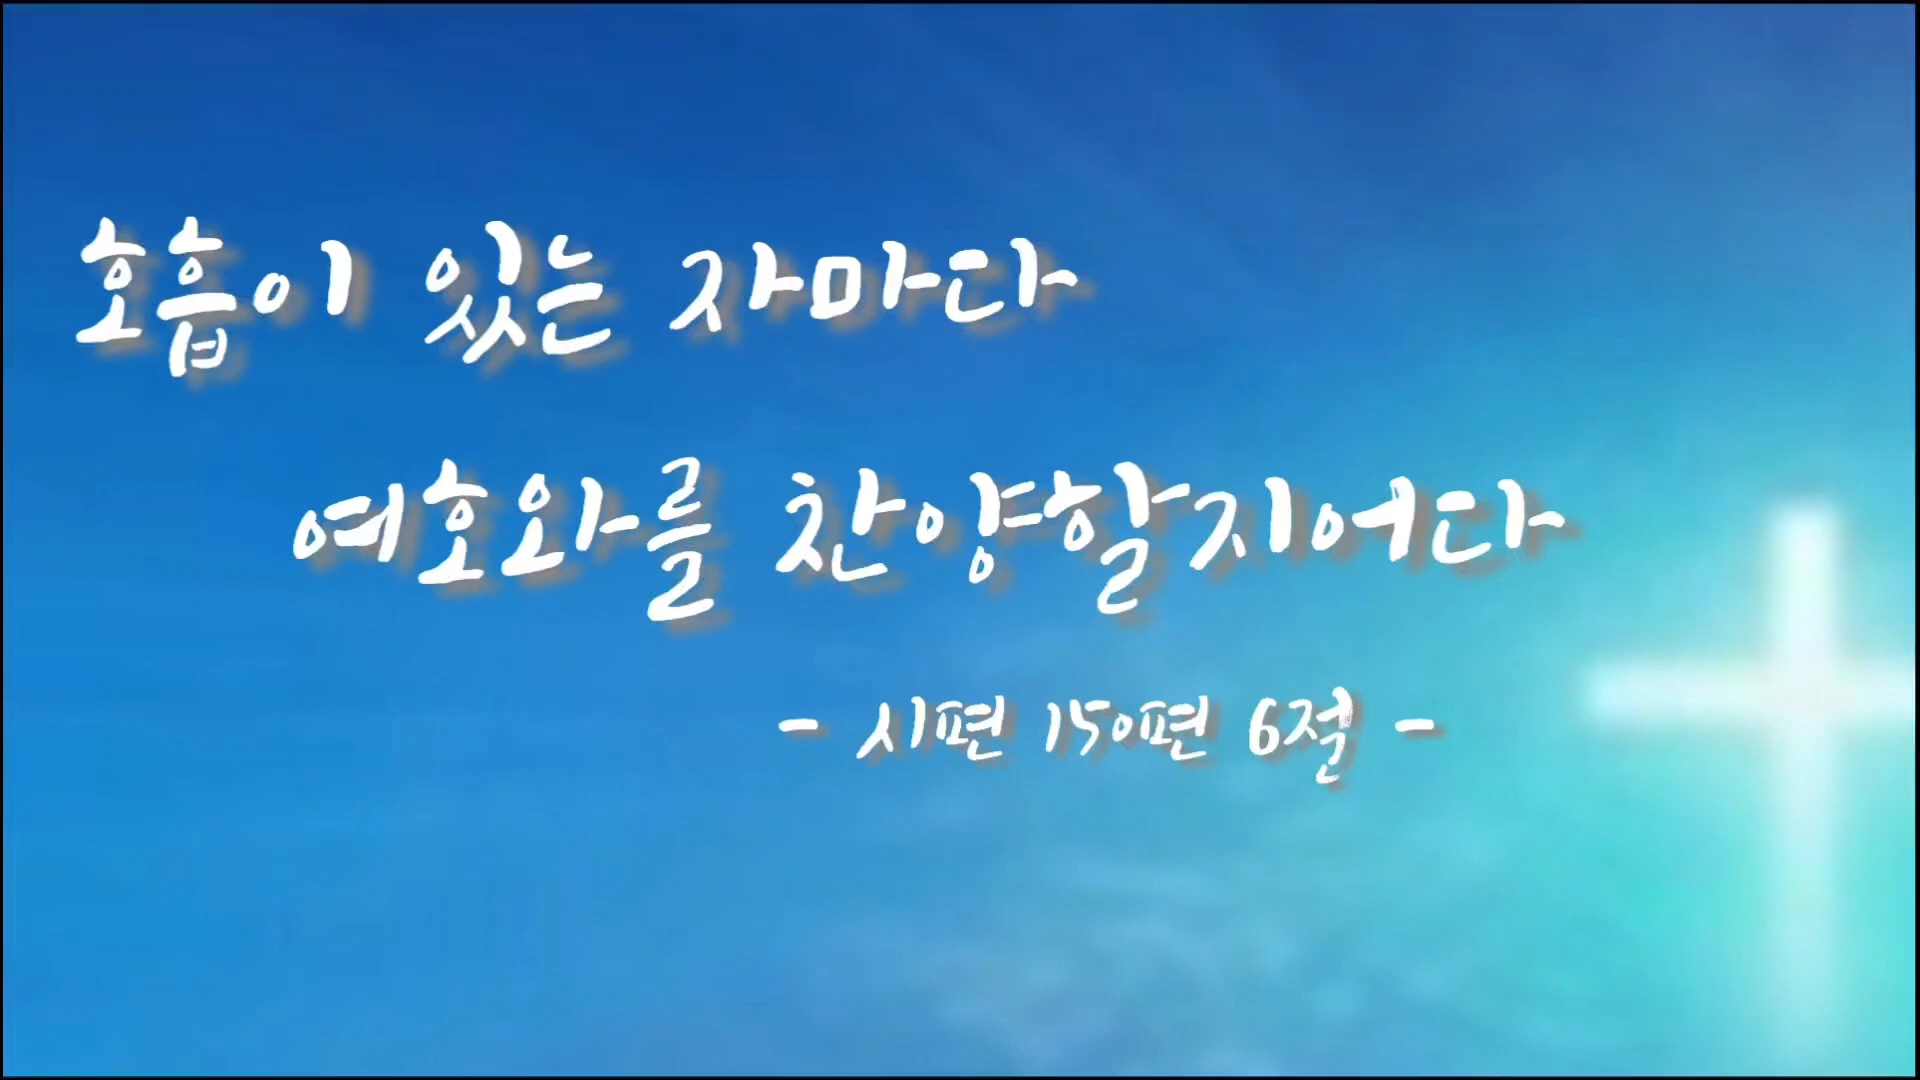 호흡이 있는 자마다
여호와를 찬양할지어다
- 시편 150편 6절 -